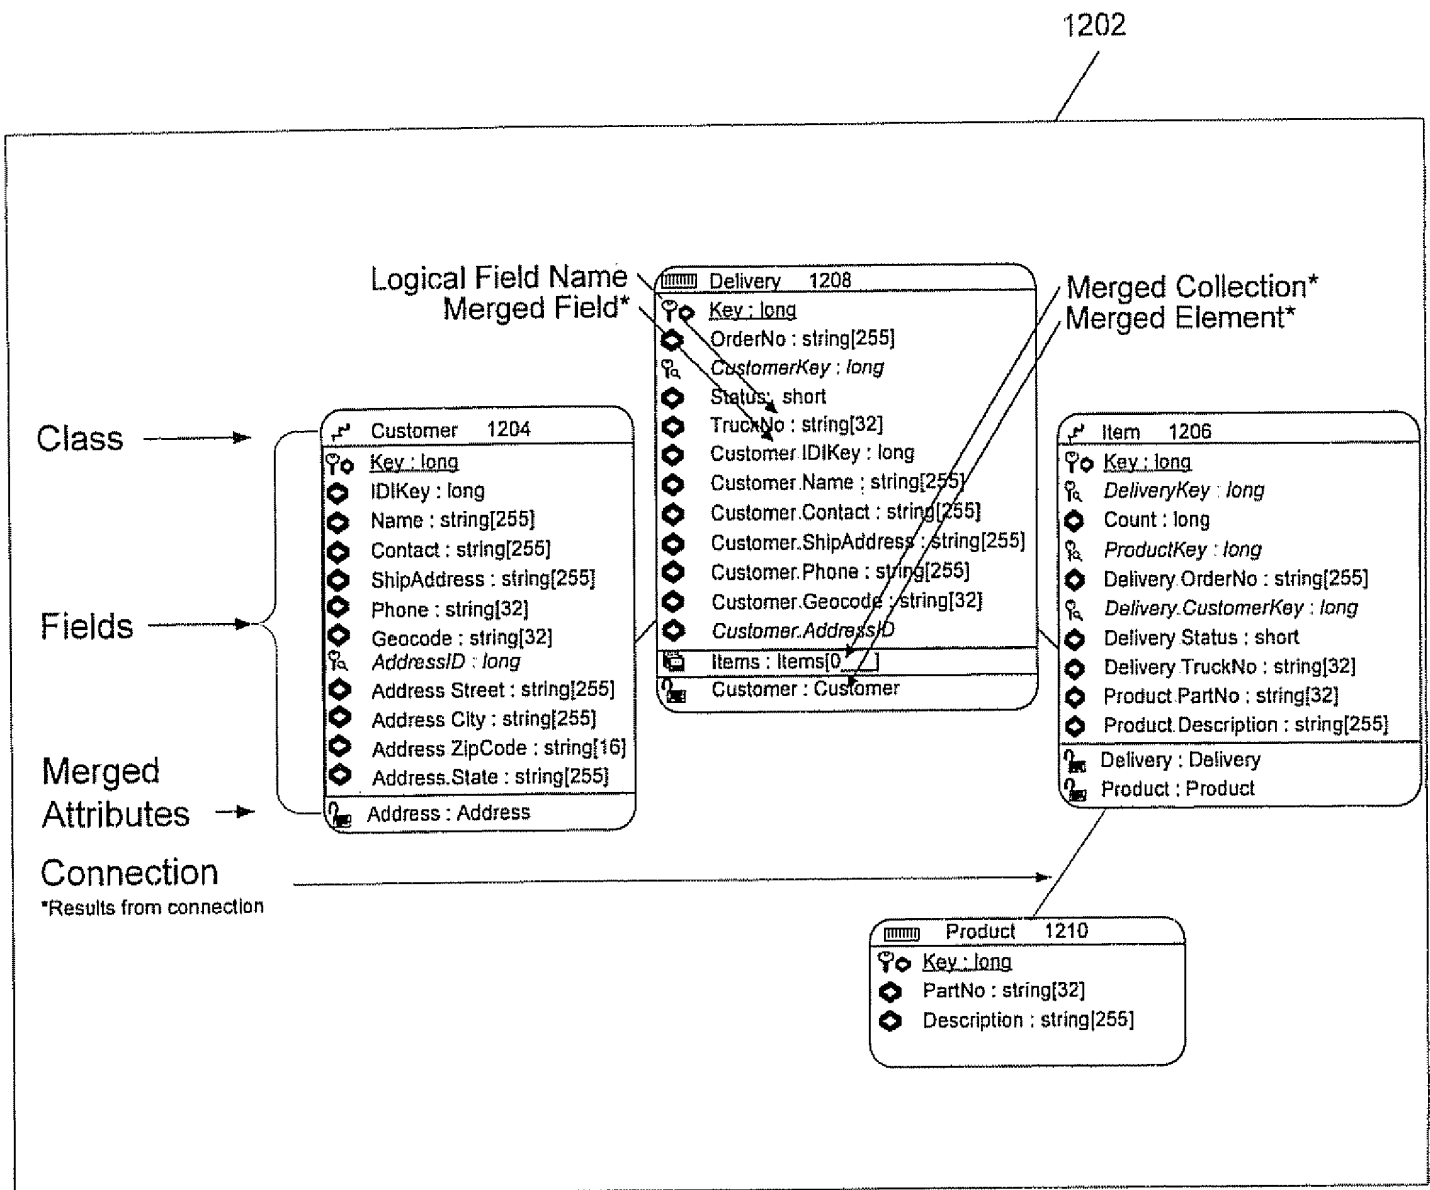 1202
Logical Field Name
Merged Field*
Merged Collection*
Merged Element*
Class
Fields
Merged
Attributes
Connection
*Results from connection
Customer 1204
Key : long
IDIKey : long
Name : string[255]
Contact : string[255]
ShipAddress : string[255]
Phone : string[32]
Geocode : string[32]
AddressID : long
Address Street : string[255]
Address City : string[255]
Address ZipCode : string[16]
Address.State : string[255]
Address : Address
Delivery 1208
Key : long
OrderNo : string[255]
CustomerKey : long
Status: short
TruckNo : string[32]
Customer.IDIKey : long
Customer.Name : string[255]
Customer.Contact : string[255]
Customer.ShipAddress : string[255]
Customer.Phone : string[255]
Customer.Geocode : string[32]
Customer.AddressID
Items : Items[0____]
Customer : Customer
Item 1206
Key : long
DeliveryKey : long
Count : long
ProductKey : long
Delivery.OrderNo : string[255]
Delivery.CustomerKey : long
Delivery Status : short
Delivery TruckNo : string[32]
Product PartNo : string[32]
Product.Description : string[255]
Delivery : Delivery
Product : Product
Product 1210
Key : long
PartNo : string[32]
Description : string[255]